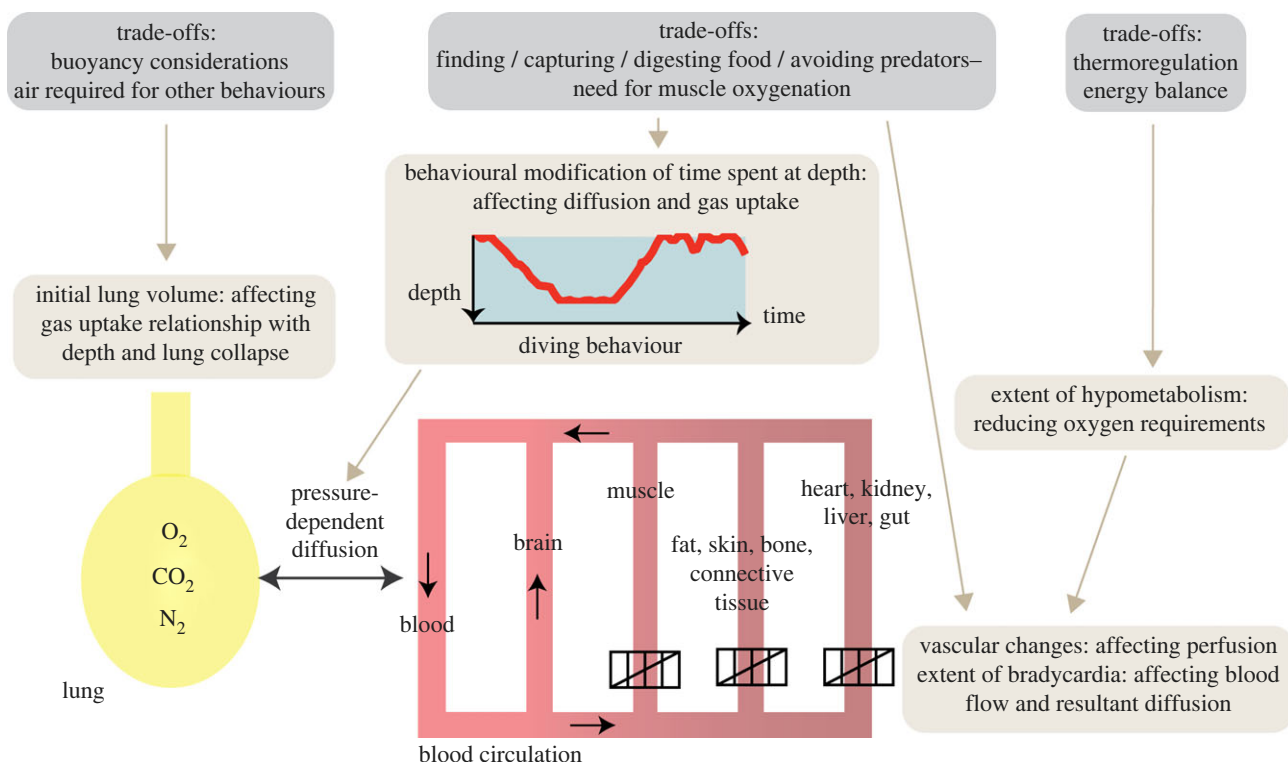 trade-offs:
buoyancy considerations
air required for other behaviours
trade-offs:
finding / capturing / digesting food / avoiding predators–
need for muscle oxygenation
trade-offs:
thermoregulation
energy balance
behavioural modification of time spent at depth:
affecting diffusion and gas uptake
depth
time
diving behaviour
initial lung volume: affecting
gas uptake relationship with
depth and lung collapse
extent of hypometabolism:
reducing oxygen requirements
O₂
CO₂
N₂
lung
pressure-
dependent
diffusion
blood
brain
muscle
fat, skin, bone,
connective
tissue
heart, kidney,
liver, gut
blood circulation
vascular changes: affecting perfusion
extent of bradycardia: affecting blood
flow and resultant diffusion